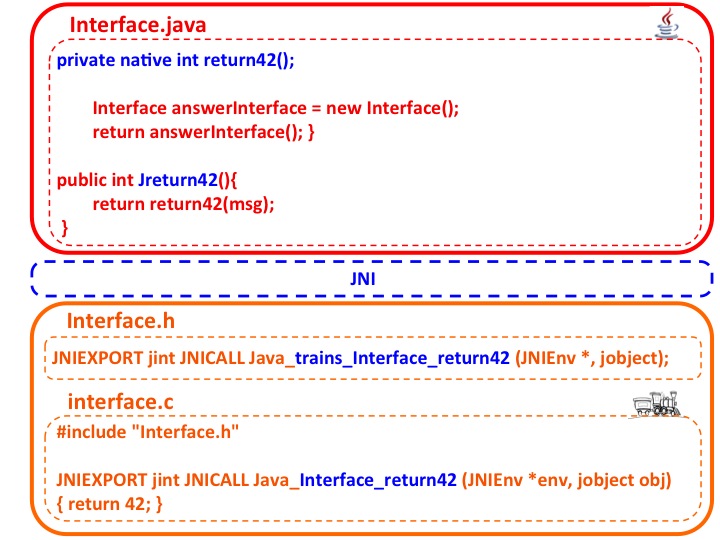 Interface.java
private native int return42();
Interface answerInterface = new Interface();
return answerInterface(); }
public int Jreturn42(){
return return42(msg);
}
JNI
Interface.h
JNIEXPORT jint JNICALL Java_trains_Interface_return42 (JNIEnv *, jobject);
interface.c
#include "Interface.h"
JNIEXPORT jint JNICALL Java_Interface_return42 (JNIEnv *env, jobject obj)
{ return 42; }